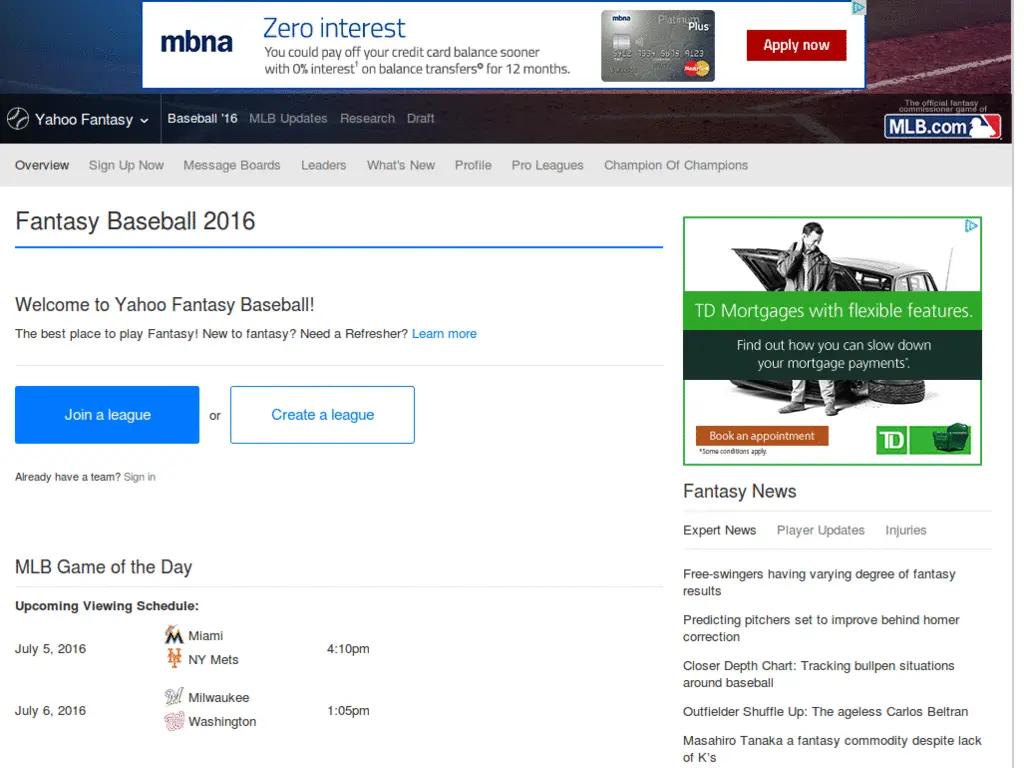 mbna
Zero interest
You could pay off your credit card balance sooner
with 0% interest† on balance transfers◊ for 12 months.
mbna
Platinum
Plus
Apply now
Yahoo Fantasy
Baseball '16
MLB Updates
Research
Draft
The official fantasy
commissioner game of
MLB.com
Overview
Sign Up Now
Message Boards
Leaders
What's New
Profile
Pro Leagues
Champion Of Champions
Fantasy Baseball 2016
Welcome to Yahoo Fantasy Baseball!
The best place to play Fantasy! New to fantasy? Need a Refresher? Learn more
Join a league
or
Create a league
Already have a team? Sign in
MLB Game of the Day
Upcoming Viewing Schedule:
July 5, 2016
Miami
NY Mets
4:10pm
July 6, 2016
Milwaukee
Washington
1:05pm
TD Mortgages with flexible features.
Find out how you can slow down
your mortgage payments*.
Book an appointment
*Some conditions apply.
TD
Fantasy News
Expert News
Player Updates
Injuries
Free-swingers having varying degree of fantasy
results
Predicting pitchers set to improve behind homer
correction
Closer Depth Chart: Tracking bullpen situations
around baseball
Outfielder Shuffle Up: The ageless Carlos Beltran
Masahiro Tanaka a fantasy commodity despite lack
of K's